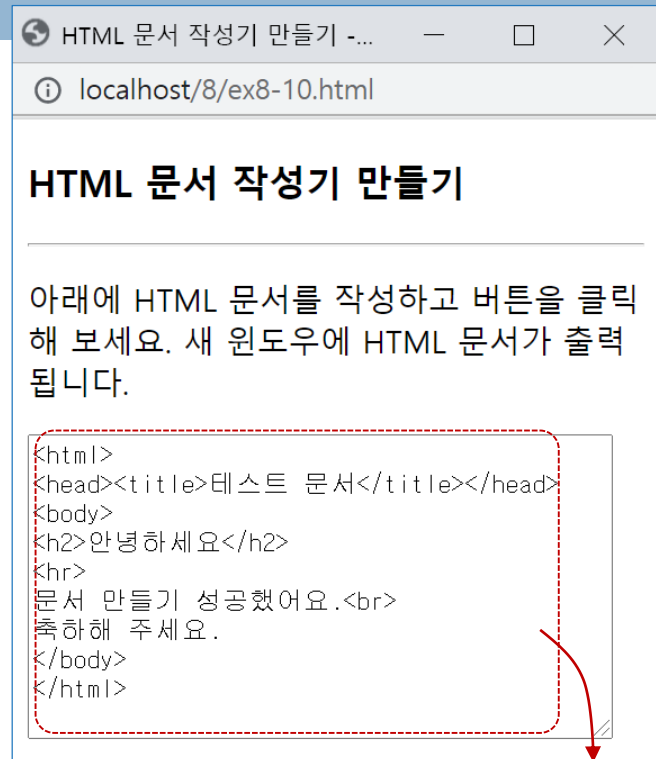 HTML 문서 작성기 만들기 -...
localhost/8/ex8-10.html
HTML 문서 작성기 만들기
아래에 HTML 문서를 작성하고 버튼을 클릭
해 보세요. 새 윈도우에 HTML 문서가 출력
됩니다.
<html>
<head><title>테스트 문서</title></head>
<body>
<h2>안녕하세요</h2>
<hr>
문서 만들기 성공했어요.<br>
축하해 주세요.
</body>
</html>